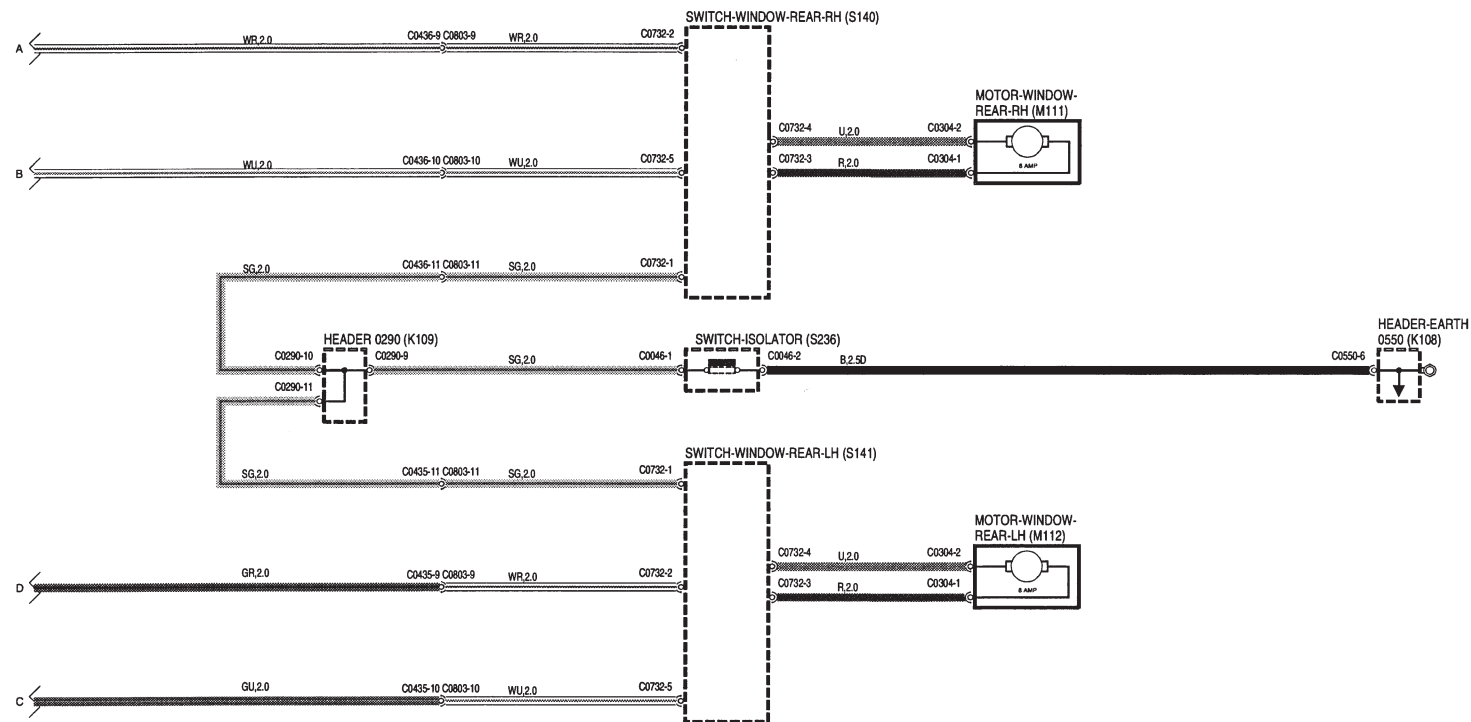 SWITCH-WINDOW-REAR-RH (S140)
A
WR,2.0
C0436-9 C0803-9
WR,2.0
C0732-2
MOTOR-WINDOW-
REAR-RH (M111)
C0732-4
U,2.0
C0304-2
B
WU,2.0
C0436-10 C0803-10
WU,2.0
C0732-5
C0732-3
R,2.0
C0304-1
8 AMP
SG,2.0
C0436-11 C0803-11
SG,2.0
C0732-1
HEADER 0290 (K109)
SWITCH-ISOLATOR (S236)
HEADER-EARTH
0550 (K108)
C0290-10
C0290-9
SG,2.0
C0046-1
C0046-2
B,2.5D
C0550-6
C0290-11
SWITCH-WINDOW-REAR-LH (S141)
SG,2.0
C0435-11 C0803-11
SG,2.0
C0732-1
MOTOR-WINDOW-
REAR-LH (M112)
C0732-4
U,2.0
C0304-2
D
GR,2.0
C0435-9 C0803-9
WR,2.0
C0732-2
C0732-3
R,2.0
C0304-1
8 AMP
C
GU,2.0
C0435-10 C0803-10
WU,2.0
C0732-5